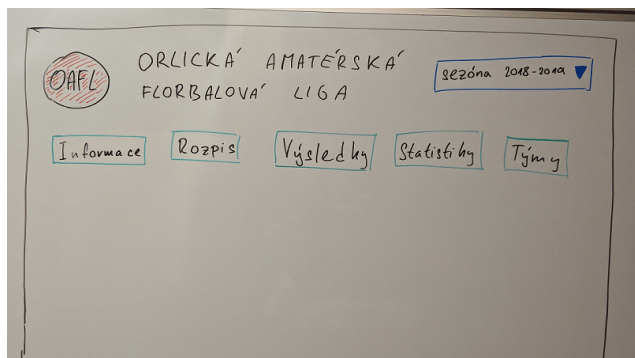 OAFL
ORLICKÁ AMATÉRSKÁ
FLORBALOVÁ LIGA
sezóna 2018-2019
Informace
Rozpis
Výsledky
Statistiky
Týmy